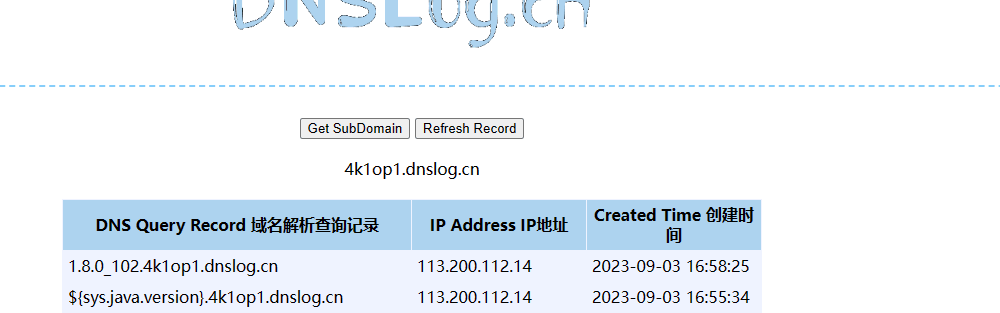 DNSLog.cn
Get SubDomain Refresh Record
4k1op1.dnslog.cn
DNS Query Record 域名解析查询记录 IP Address IP地址 Created Time 创建时
间
1.8.0_102.4k1op1.dnslog.cn 113.200.112.14 2023-09-03 16:58:25
${sys.java.version}.4k1op1.dnslog.cn 113.200.112.14 2023-09-03 16:55:34